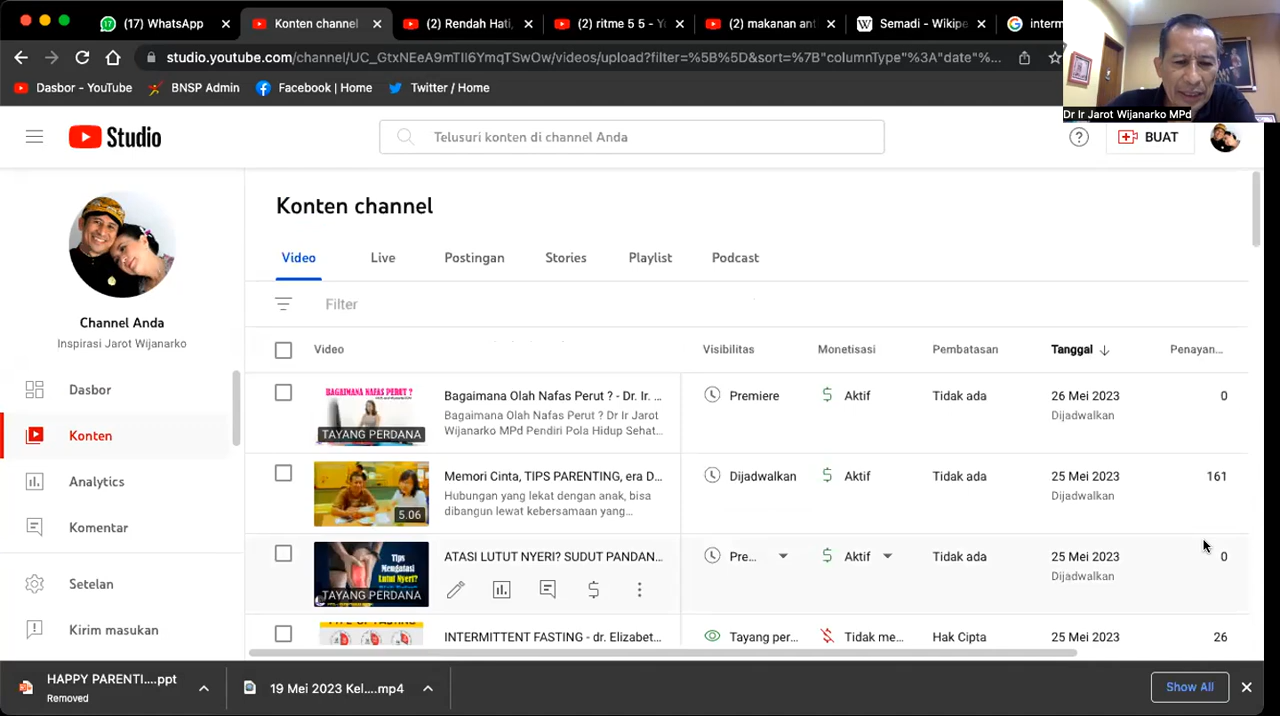 (17) WhatsApp
Konten channel
(2) Rendah Hati,
(2) ritme 5 5 - Y
(2) makanan ant
Semadi - Wikipe
interm
studio.youtube.com/channel/UC_GtxNEeA9mTIl6YmqTSwOw/videos/upload?filter=%5B%5D&sort=%7B"columnType"%3A"date"%...
Dasbor - YouTube
BNSP Admin
Facebook | Home
Twitter / Home
Dr Ir Jarot Wijanarko MPd
Studio
Telusuri konten di channel Anda
BUAT
Channel Anda
Inspirasi Jarot Wijanarko
Dasbor
Konten
Analytics
Komentar
Setelan
Kirim masukan
Konten channel
Video Live Postingan Stories Playlist Podcast
Filter
Video Visibilitas Monetisasi Pembatasan Tanggal Penayan...
BAGAIMANA NAFAS PERUT ?
TAYANG PERDANA
Bagaimana Olah Nafas Perut ? - Dr. Ir. ...
Bagaimana Olah Nafas Perut ? Dr Ir Jarot
Wijanarko MPd Pendiri Pola Hidup Sehat
Premiere Aktif Tidak ada 26 Mei 2023 0
Dijadwalkan
5.06
Memori Cinta, TIPS PARENTING, era D...
Hubungan yang lekat dengan anak, bisa
dibangun lewat kebersamaan yang...
Dijadwalkan Aktif Tidak ada 25 Mei 2023 161
Dijadwalkan
Tips
Mengatasi
Lutut Nyeri?
TAYANG PERDANA
ATASI LUTUT NYERI? SUDUT PANDAN...
Pre... Aktif Tidak ada 25 Mei 2023 0
Dijadwalkan
INTERMITTENT FASTING - dr. Elizabet...
Tayang per... Tidak me... Hak Cipta 25 Mei 2023 26
HAPPY PARENTI....ppt
Removed
19 Mei 2023 Kel....mp4
Show All